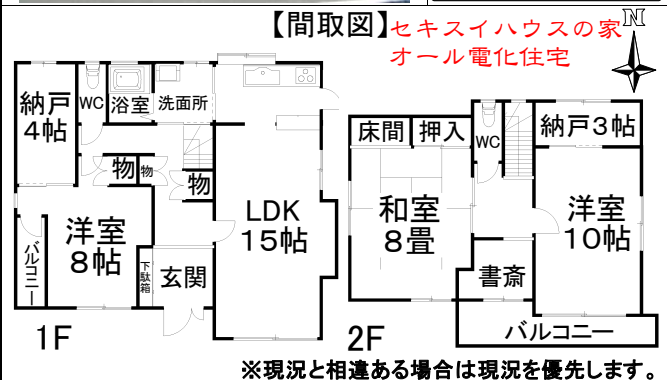 【間取図】
セキスイハウスの家
オール電化住宅
N
納戸
4帖
WC
浴室
洗面所
物
物
物
LDK
15帖
洋室
8帖
バルコニー
下駄箱
玄関
1F
床間
押入
WC
納戸3帖
和室
8畳
洋室
10帖
書斎
バルコニー
2F
※現況と相違ある場合は現況を優先します。